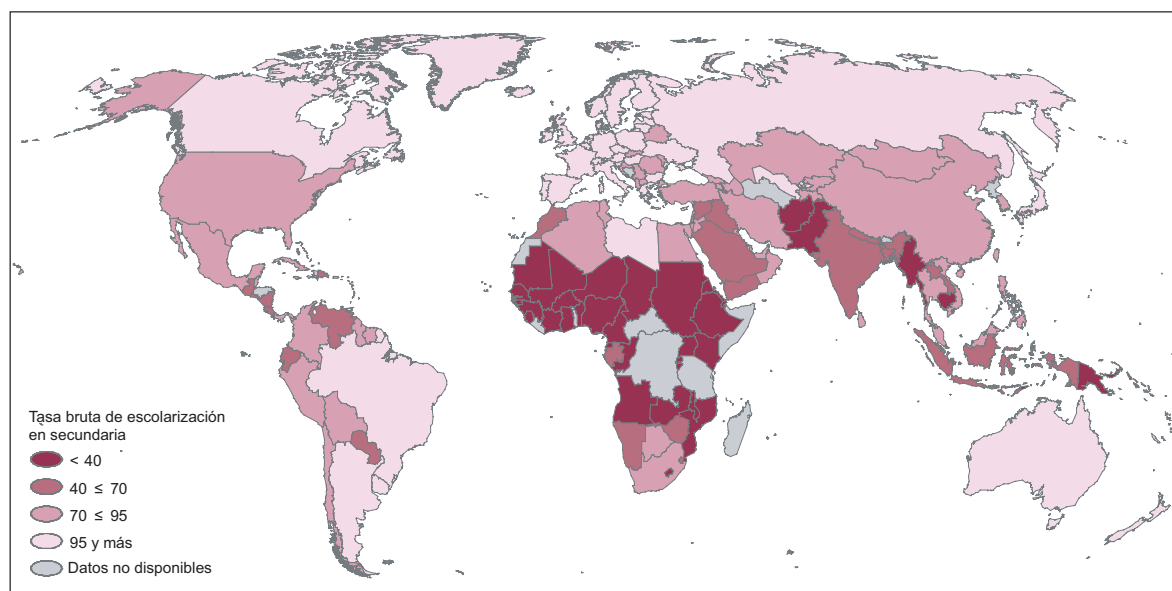 Tasa bruta de escolarización
en secundaria
< 40
40 ≤ 70
70 ≤ 95
95 y más
Datos no disponibles